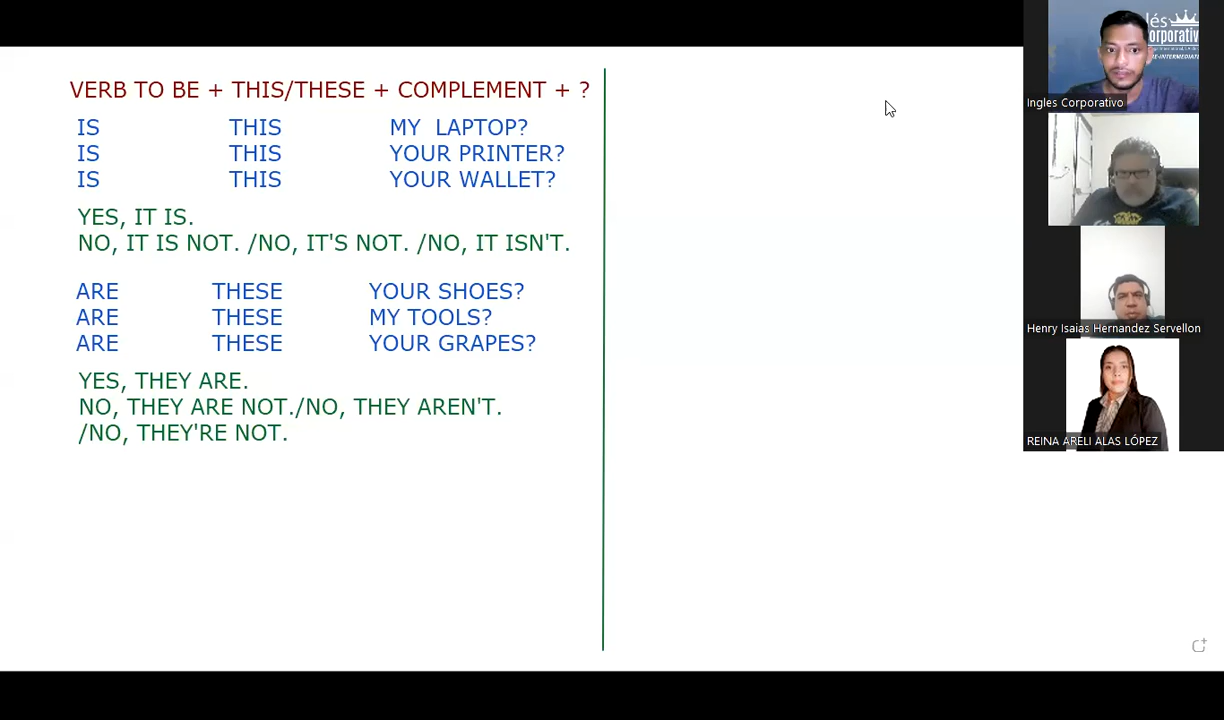 VERB TO BE + THIS/THESE + COMPLEMENT + ?
IS THIS MY LAPTOP?
IS THIS YOUR PRINTER?
IS THIS YOUR WALLET?
YES, IT IS.
NO, IT IS NOT. /NO, IT'S NOT. /NO, IT ISN'T.
ARE THESE YOUR SHOES?
ARE THESE MY TOOLS?
ARE THESE YOUR GRAPES?
YES, THEY ARE.
NO, THEY ARE NOT./NO, THEY AREN'T.
/NO, THEY'RE NOT.
Ingles Corporativo
Henry Isaias Hernandez Servellon
REINA ARELI ALAS LÓPEZ